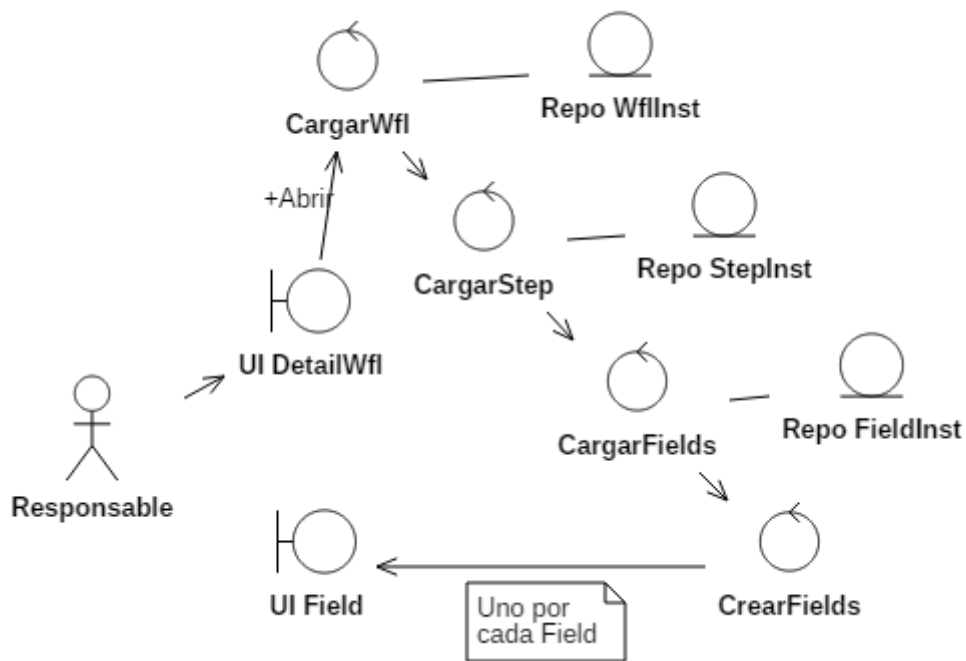 CargarWfl
Repo WflInst
+Abrir
CargarStep
Repo StepInst
UI DetailWfl
CargarFields
Repo FieldInst
Responsable
UI Field
Uno por
cada Field
CrearFields